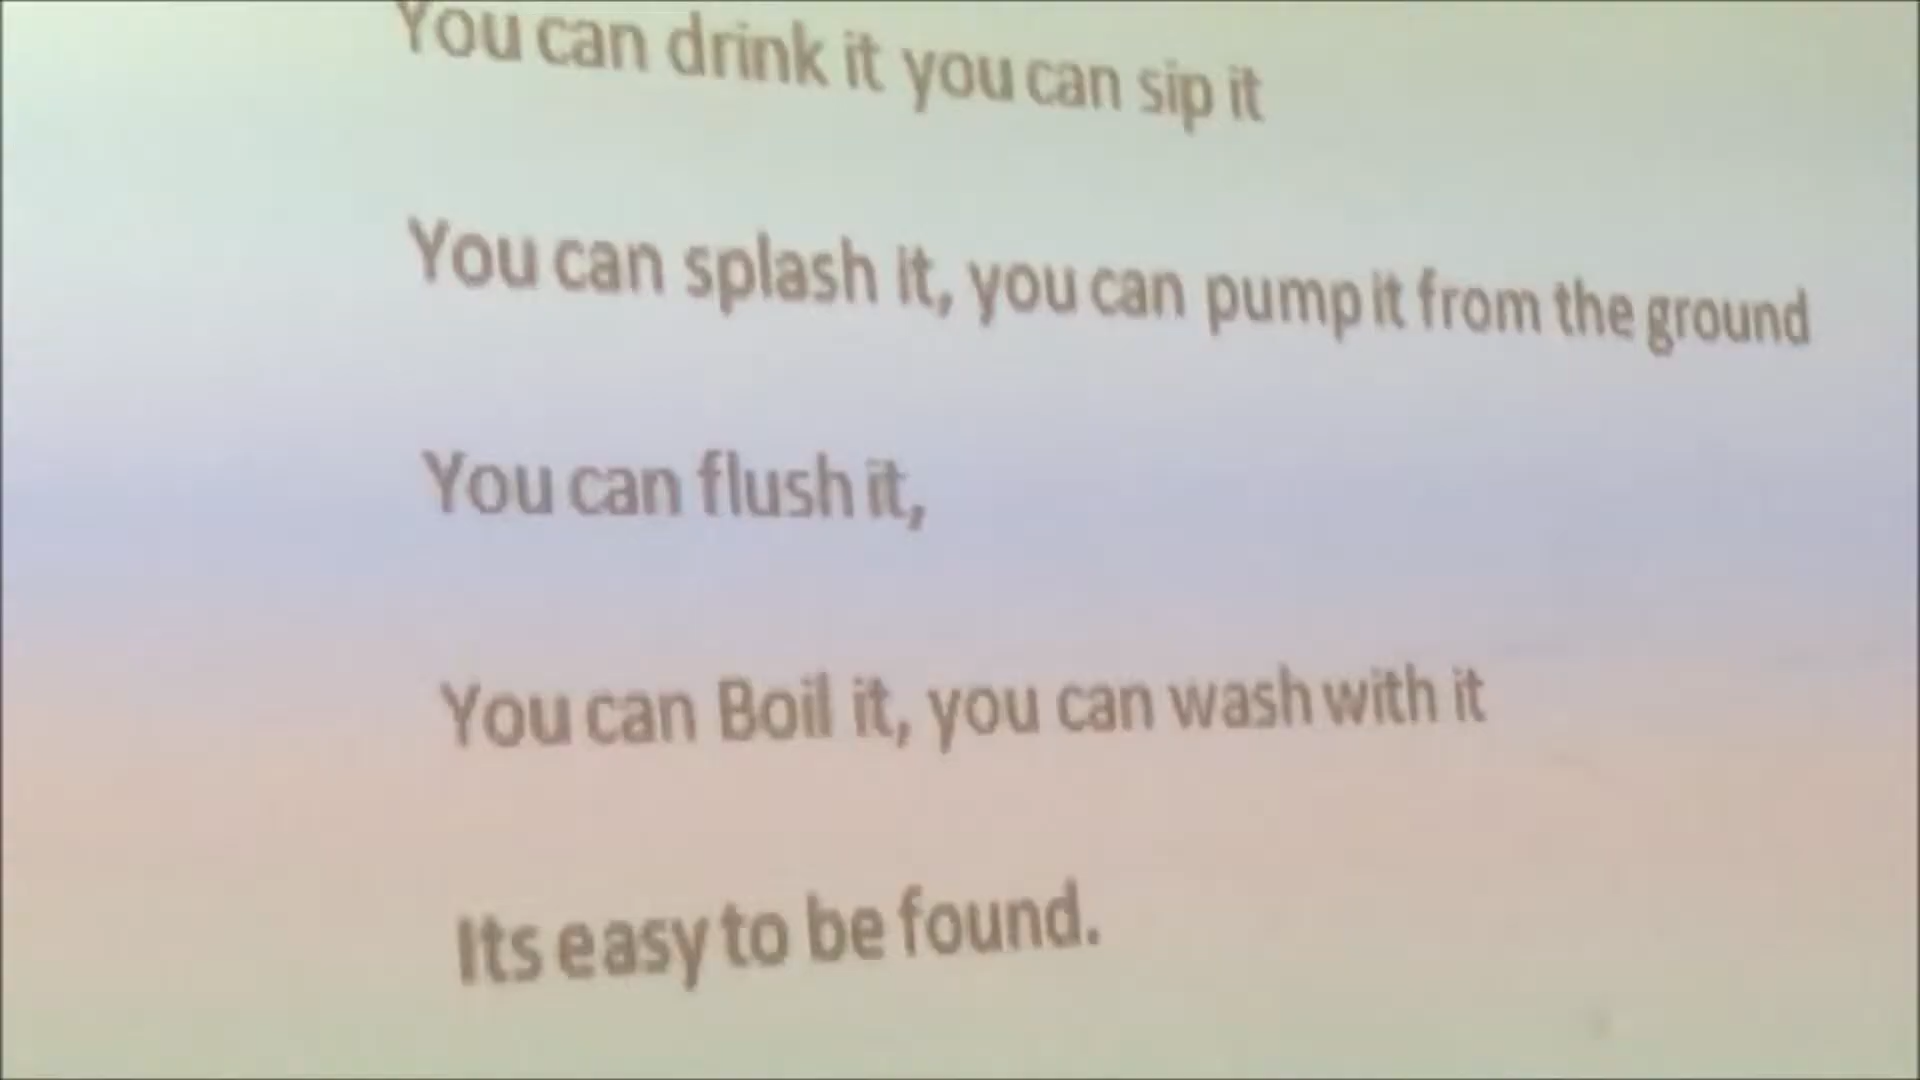 You can drink it you can sip it
You can splash it, you can pump it from the ground
You can flush it,
You can Boil it, you can wash with it
Its easy to be found.